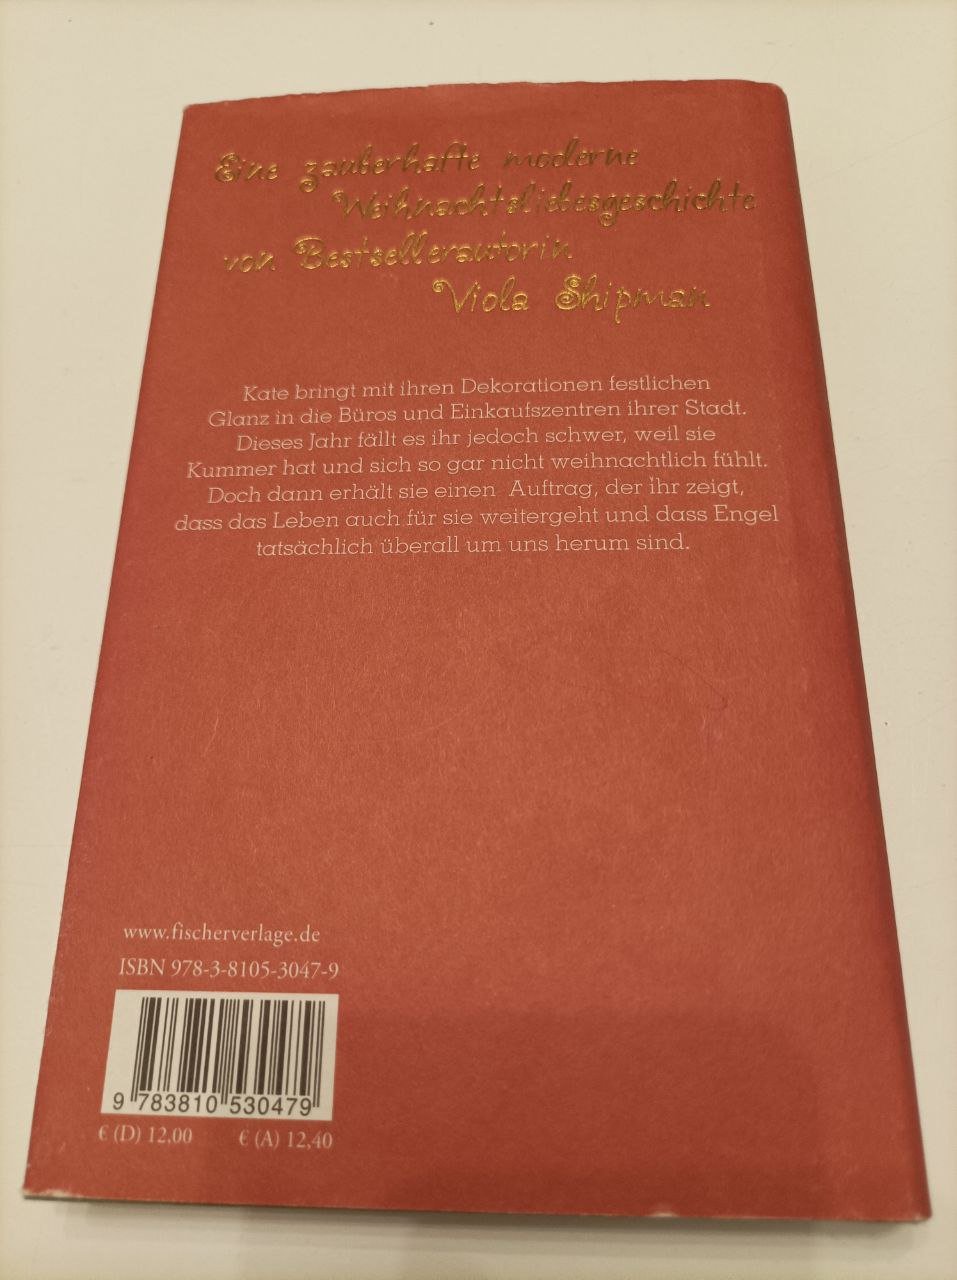 Eine zauberhafte moderne
Weihnachtsliebesgeschichte
von Bestsellerautorin
Viola Shipman
Kate bringt mit ihren Dekorationen festlichen
Glanz in die Büros und Einkaufszentren ihrer Stadt.
Dieses Jahr fällt es ihr jedoch schwer, weil sie
Kummer hat und sich so gar nicht weihnachtlich fühlt.
Doch dann erhält sie einen Auftrag, der ihr zeigt,
dass das Leben auch für sie weitergeht und dass Engel
tatsächlich überall um uns herum sind.
www.fischerverlage.de
ISBN 978-3-8105-3047-9
9 783810 530479
€ (D) 12,00 € (A) 12,40